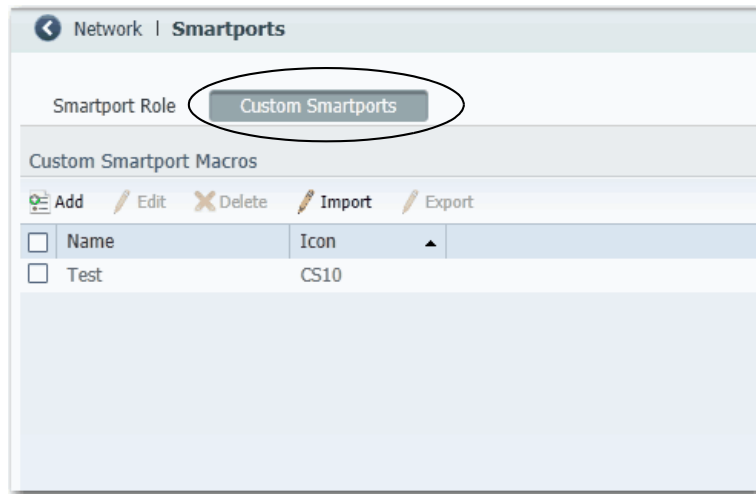 Network | Smartports
Smartport Role Custom Smartports
Custom Smartport Macros
Add Edit Delete Import Export
Name Icon
Test CS10